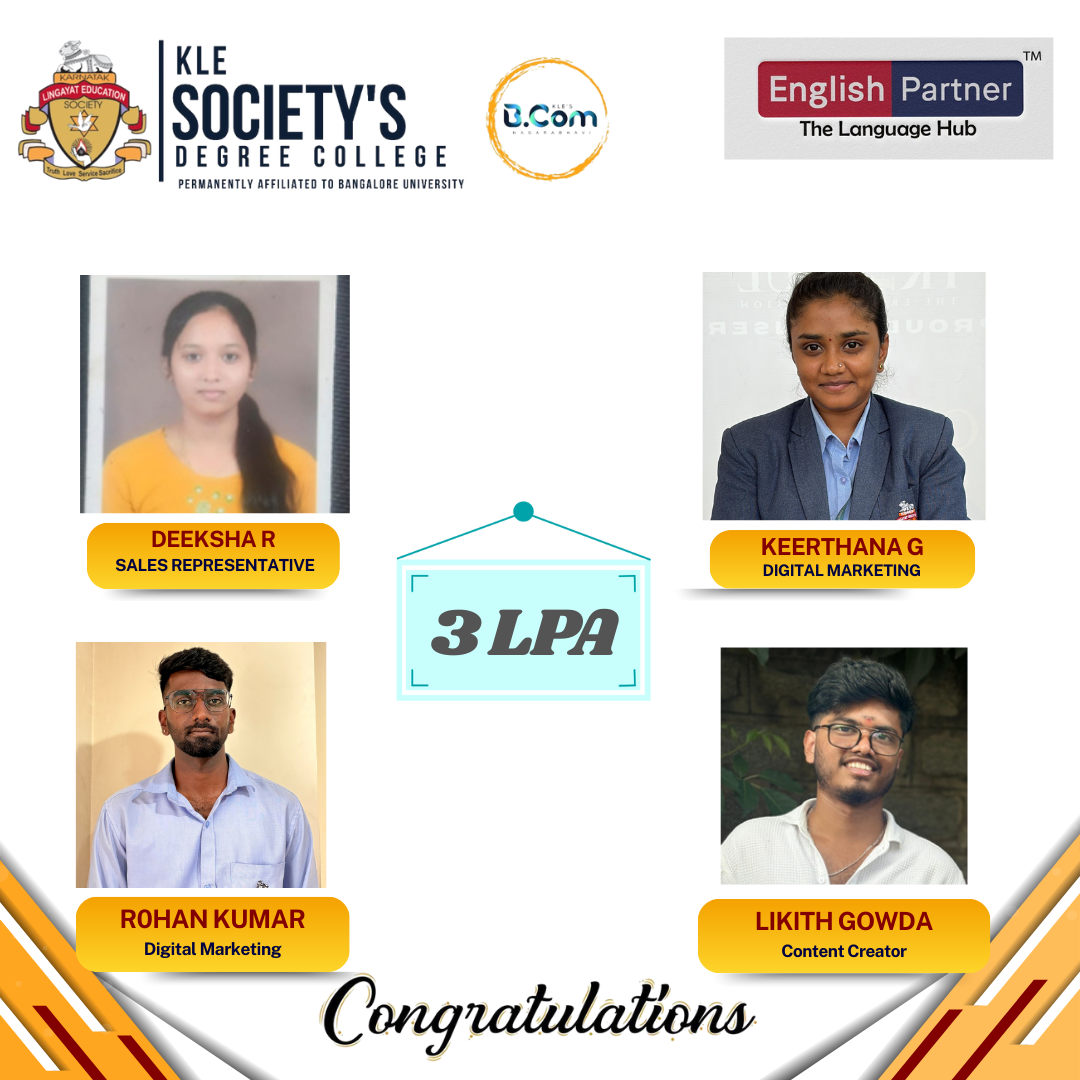 KARNATAK
LINGAYAT EDUCATION
SOCIETY
Truth Love Service Sacrifice
KLE
SOCIETY'S
DEGREE COLLEGE
PERMANENTLY AFFILIATED TO BANGALORE UNIVERSITY
KLE'S
B.Com
NAGARABHAVI
English Partner TM
The Language Hub
DEEKSHA R
SALES REPRESENTATIVE
KEERTHANA G
DIGITAL MARKETING
3 LPA
R0HAN KUMAR
Digital Marketing
LIKITH GOWDA
Content Creator
Congratulations